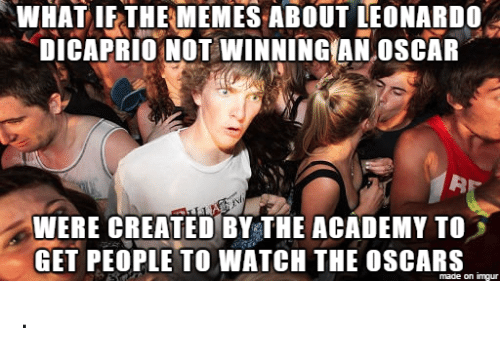 WHAT IF THE MEMES ABOUT LEONARDO
DICAPRIO NOT WINNING AN OSCAR
WERE CREATED BY THE ACADEMY TO
GET PEOPLE TO WATCH THE OSCARS
made on imgur
.